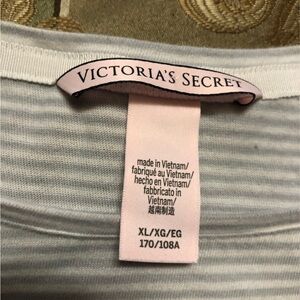 VICTORIA'S SECRET
made in Vietnam/
fabriqué au Vietnam/
hecho en Vietnam/
fabbricato in
Vietnam/
越南制造
XL/XG/EG
170/108A